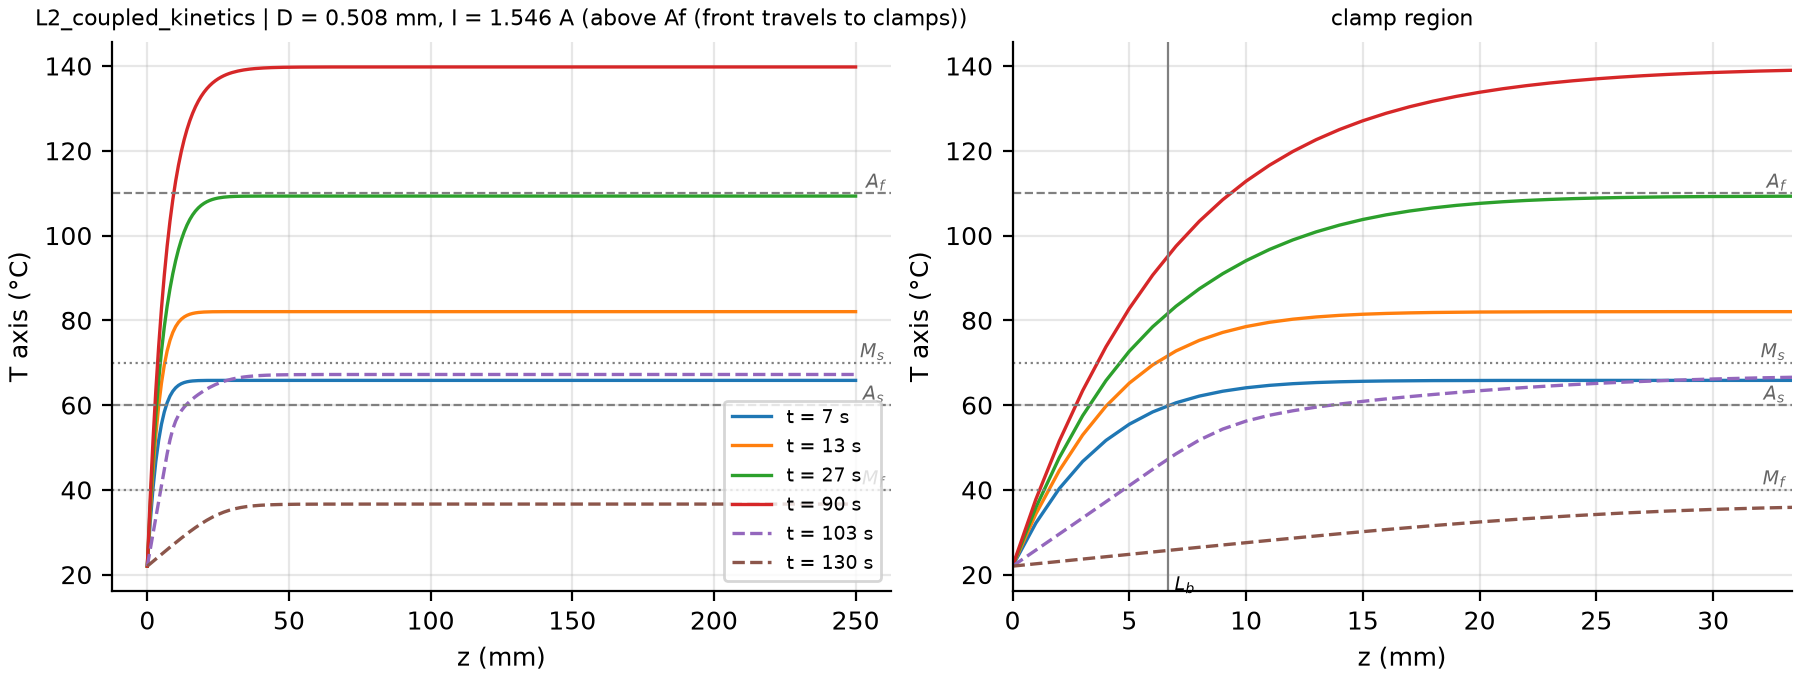 L2_coupled_kinetics | D = 0.508 mm, I = 1.546 A (above Af (front travels to clamps))
T axis (°C)
140
120
100
80
60
40
20
A_f
M_s
A_s
M_f
t = 7 s
t = 13 s
t = 27 s
t = 90 s
t = 103 s
t = 130 s
0 50 100 150 200 250
z (mm)
clamp region
T axis (°C)
140
120
100
80
60
40
20
A_f
M_s
A_s
M_f
L_b
0 5 10 15 20 25 30
z (mm)